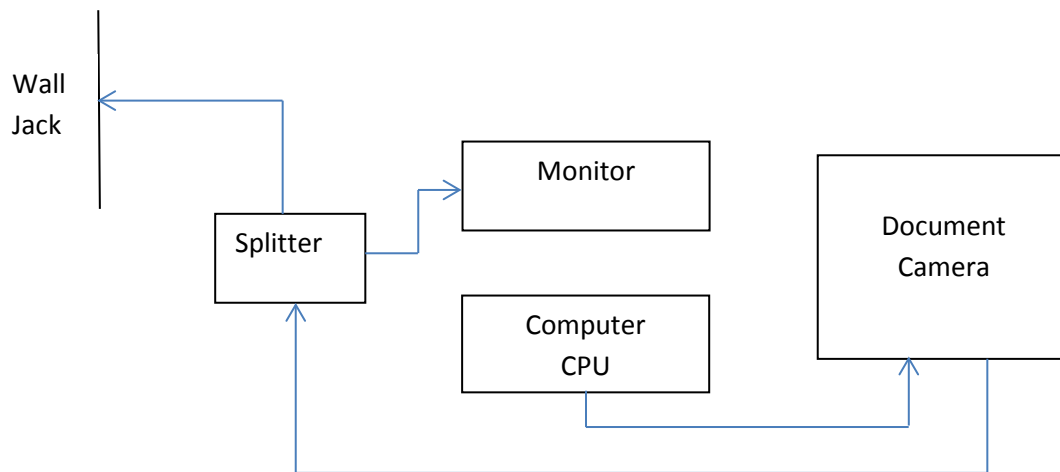 Wall
Jack
Monitor
Splitter
Document
Camera
Computer
CPU